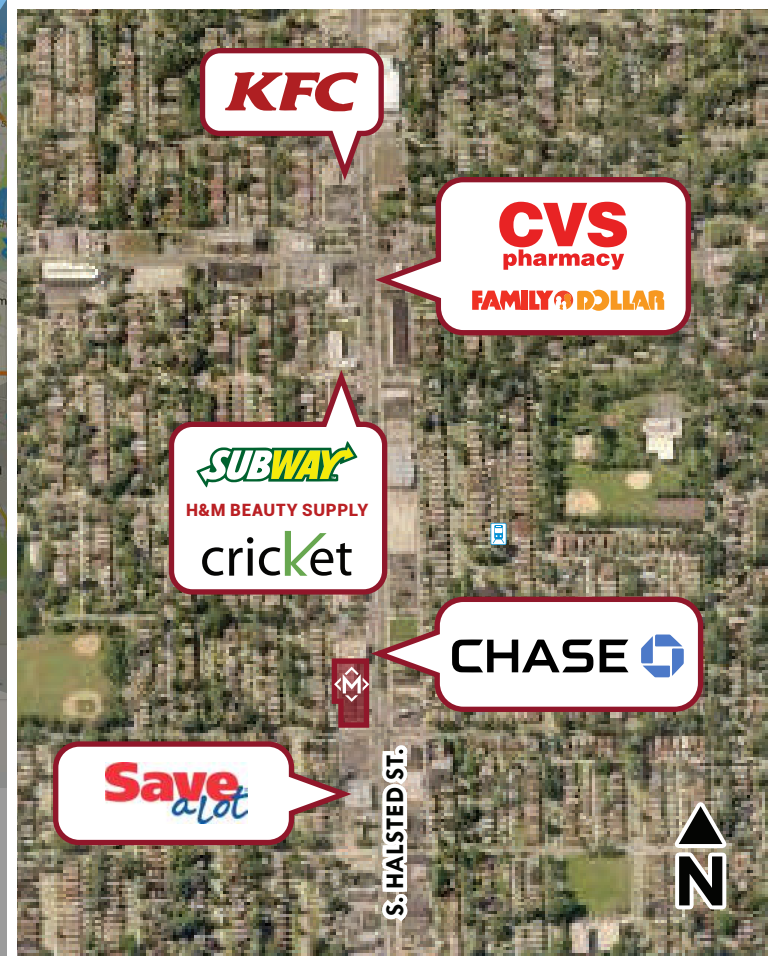 KFC
CVS
pharmacy
FAMILY DOLLAR
SUBWAY
H&M BEAUTY SUPPLY
cricket
CHASE
M
Save
a lot
S. HALSTED ST.
N